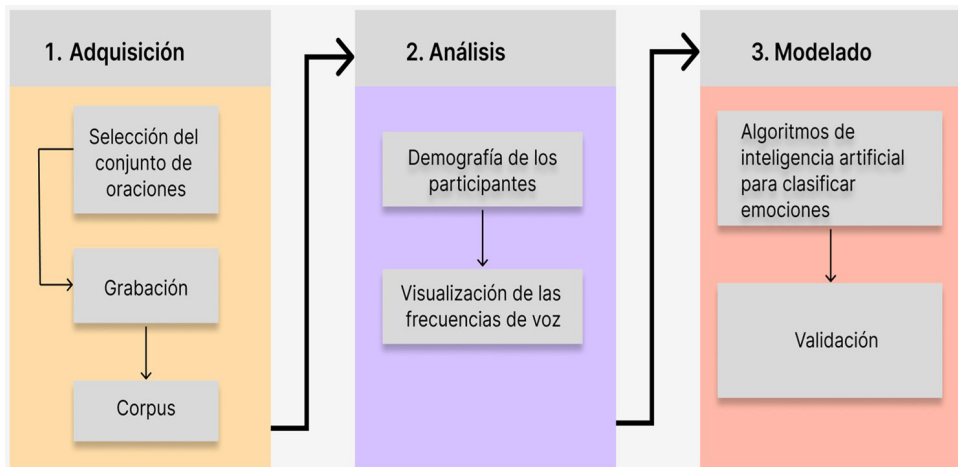 1. Adquisición
Selección del
conjunto de
oraciones
Grabación
Corpus
2. Análisis
Demografía de los
participantes
Visualización de las
frecuencias de voz
3. Modelado
Algoritmos de
inteligencia artificial
para clasificar
emociones
Validación